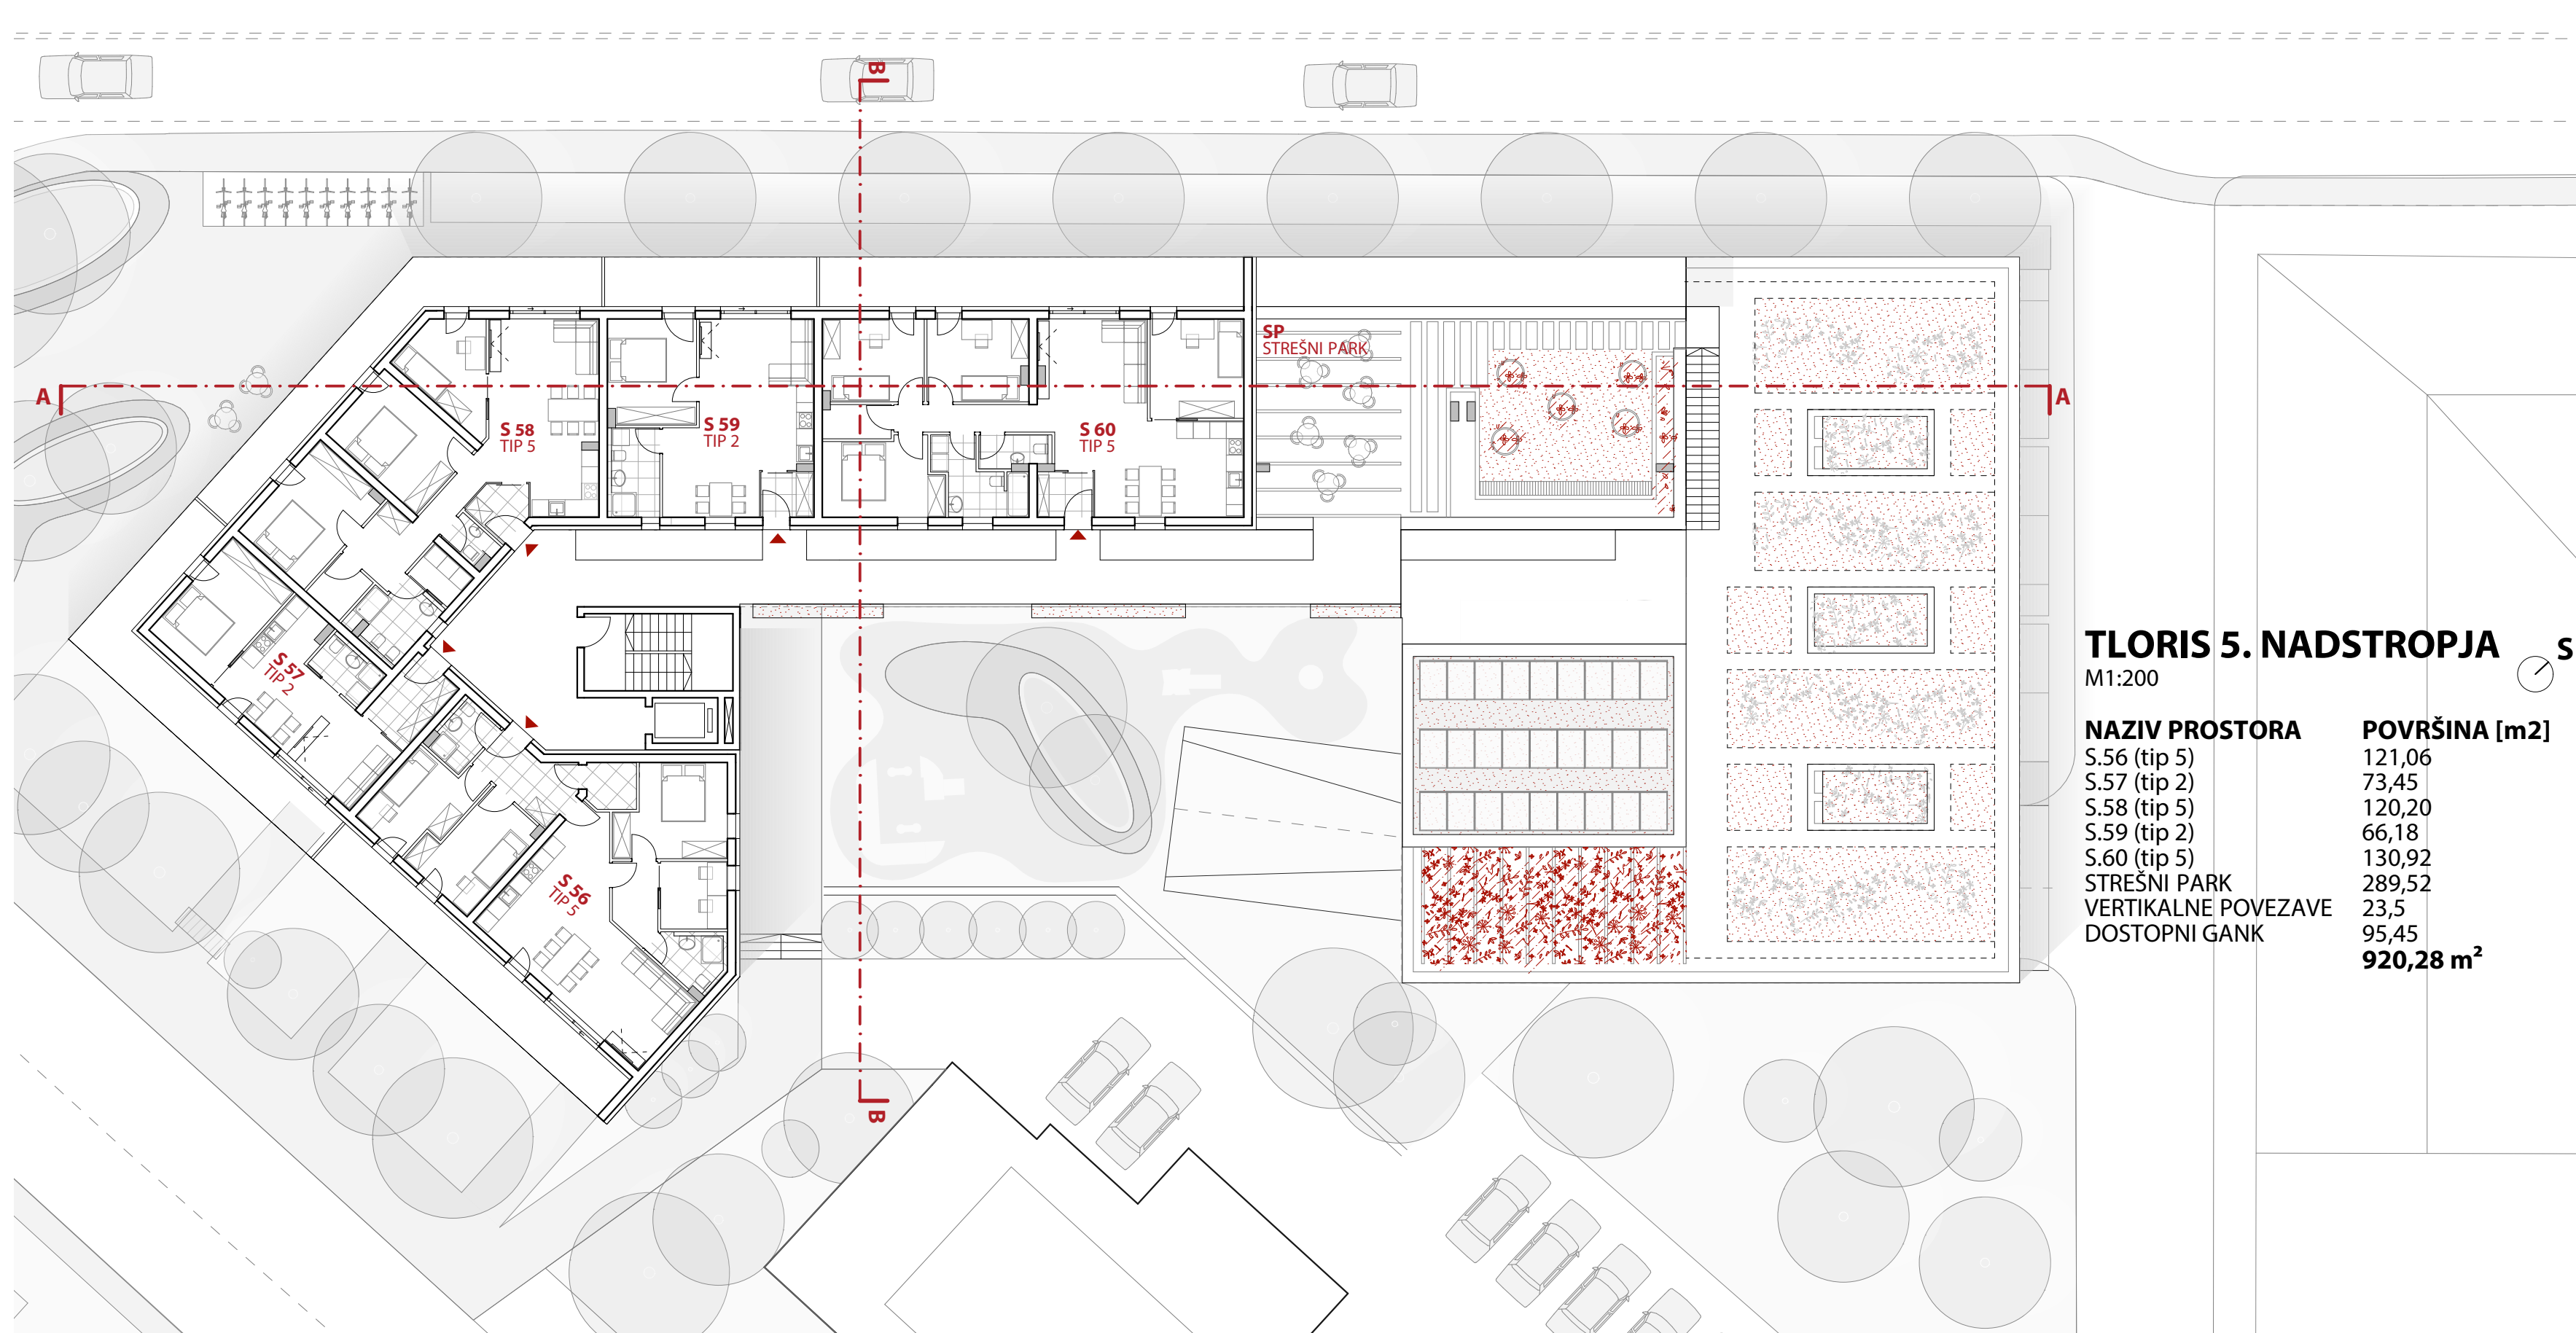 B
SP
STREŠNI PARK
A
A
S 58
TIP 5
S 59
TIP 2
S 60
TIP 5
S 57
TIP 2
S 56
TIP 5
B
TLORIS 5. NADSTROPJA
S
M1:200
NAZIV PROSTORA POVRŠINA [m2]
S.56 (tip 5) 121,06
S.57 (tip 2) 73,45
S.58 (tip 5) 120,20
S.59 (tip 2) 66,18
S.60 (tip 5) 130,92
STREŠNI PARK 289,52
VERTIKALNE POVEZAVE 23,5
DOSTOPNI GANK 95,45
920,28 m²